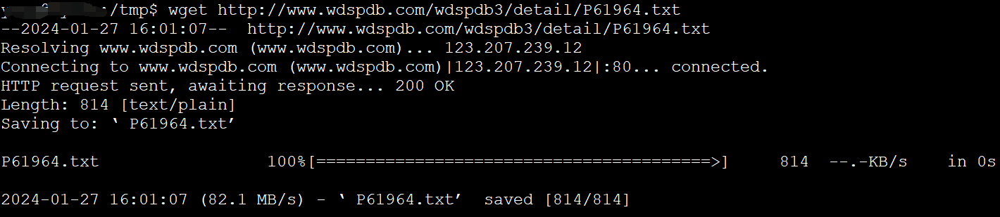 :/tmp$ wget http://www.wdspdb.com/wdspdb3/detail/P61964.txt
--2024-01-27 16:01:07-- http://www.wdspdb.com/wdspdb3/detail/P61964.txt
Resolving www.wdspdb.com (www.wdspdb.com)... 123.207.239.12
Connecting to www.wdspdb.com (www.wdspdb.com)|123.207.239.12|:80... connected.
HTTP request sent, awaiting response... 200 OK
Length: 814 [text/plain]
Saving to: ‘ P61964.txt’
P61964.txt 100%[========================================>] 814 --.-KB/s in 0s
2024-01-27 16:01:07 (82.1 MB/s) - ‘ P61964.txt’ saved [814/814]